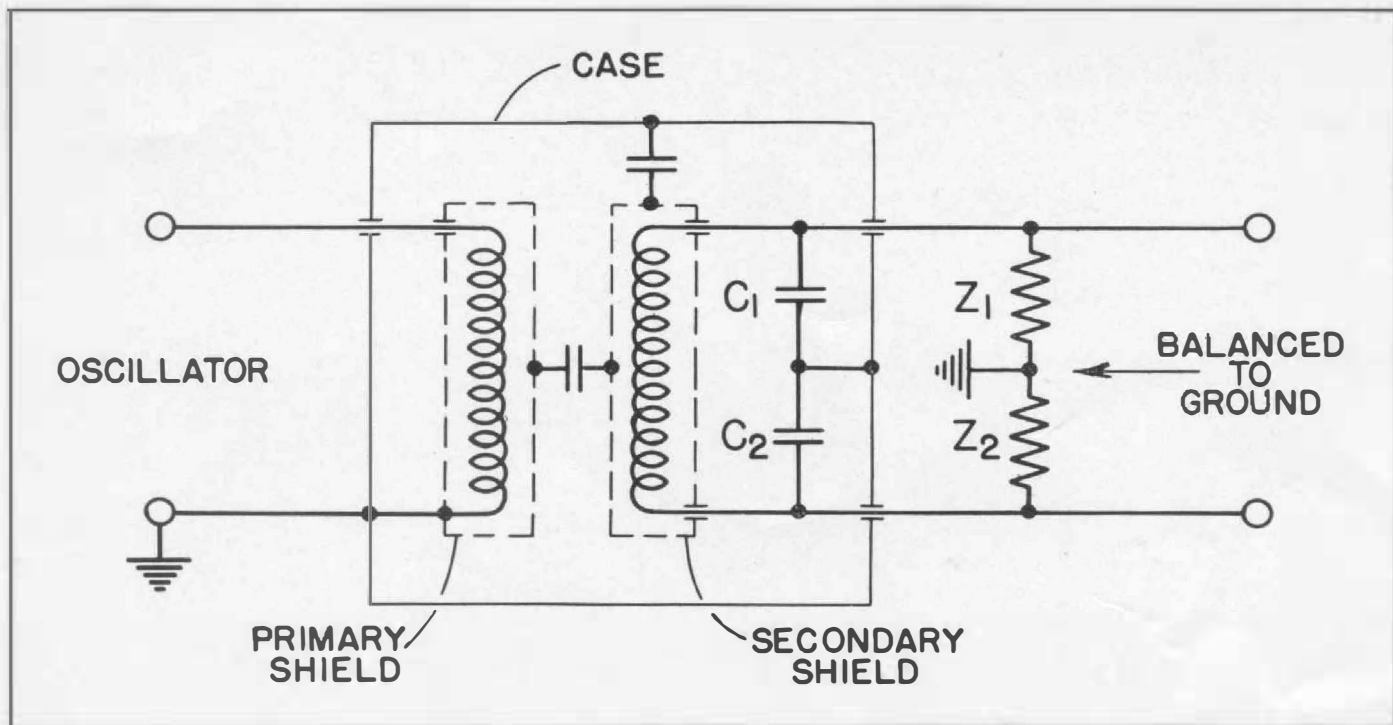 CASE
OSCILLATOR
C1
C2
Z1
Z2
BALANCED
TO
GROUND
PRIMARY
SHIELD
SECONDARY
SHIELD